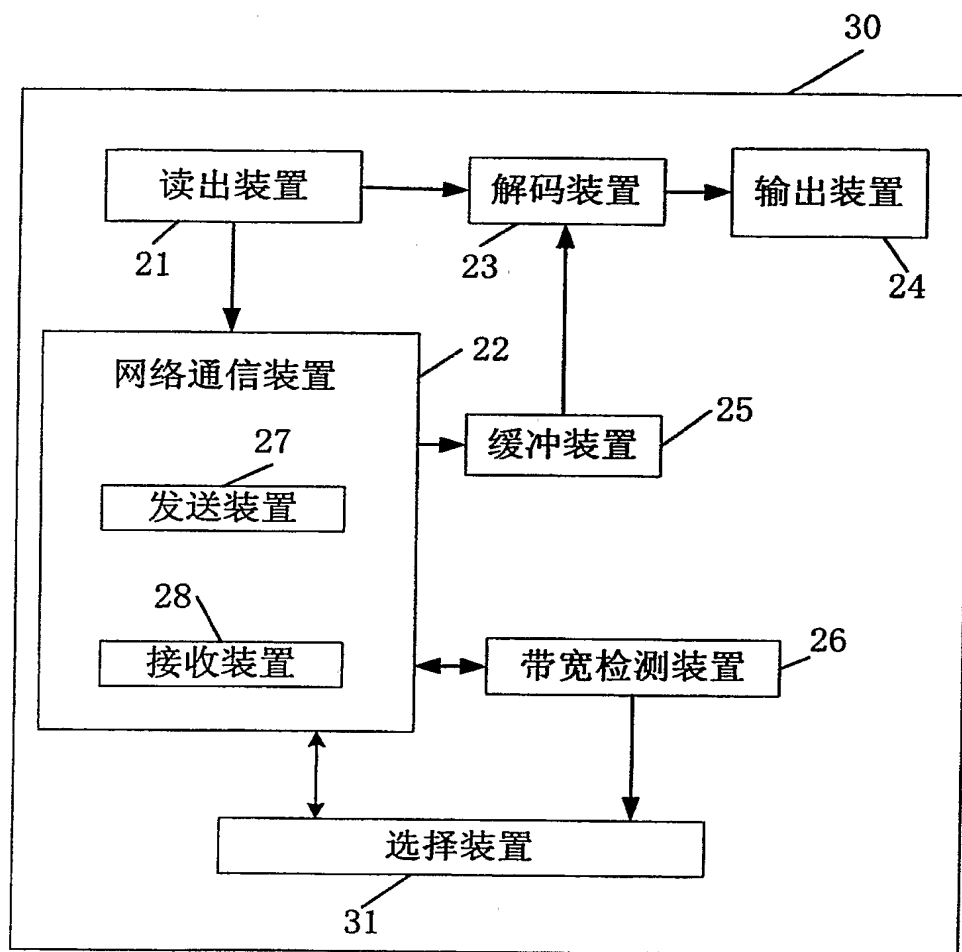 30
读出装置
解码装置
输出装置
21
23
24
网络通信装置
22
缓冲装置
25
27
发送装置
28
接收装置
带宽检测装置
26
选择装置
31